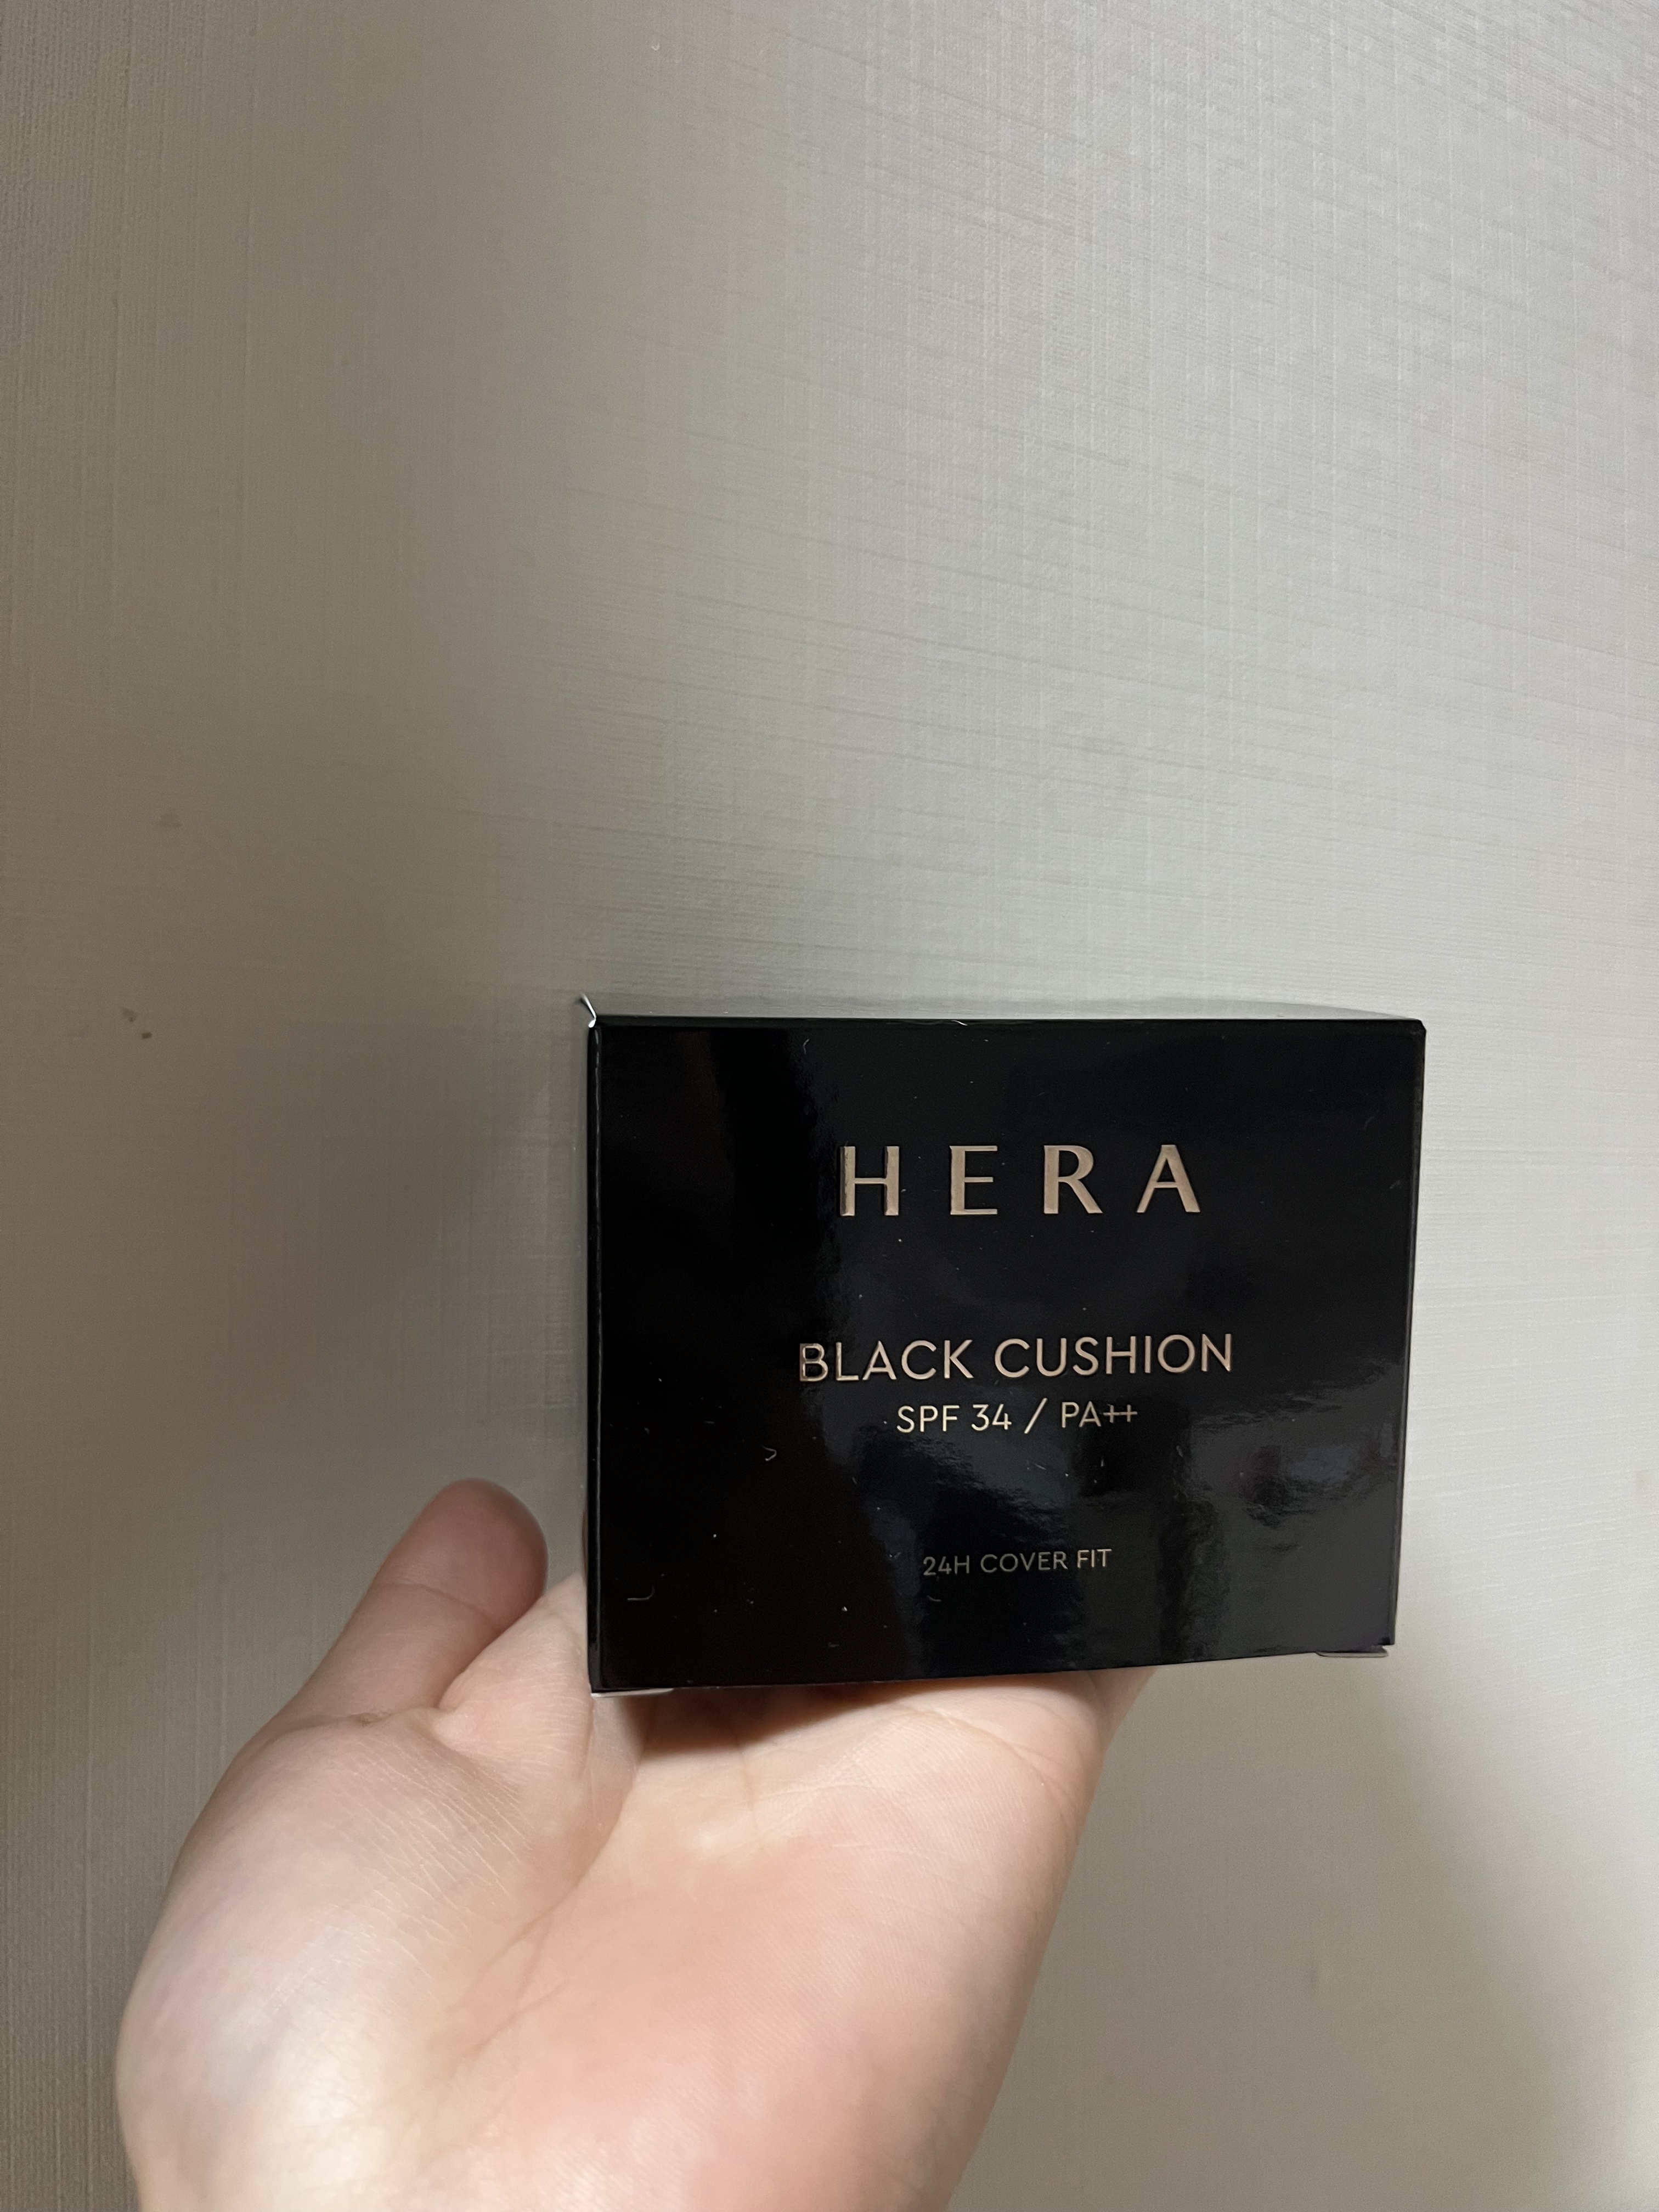 HERA
BLACK CUSHION
SPF 34 / PA++
24H COVER FIT